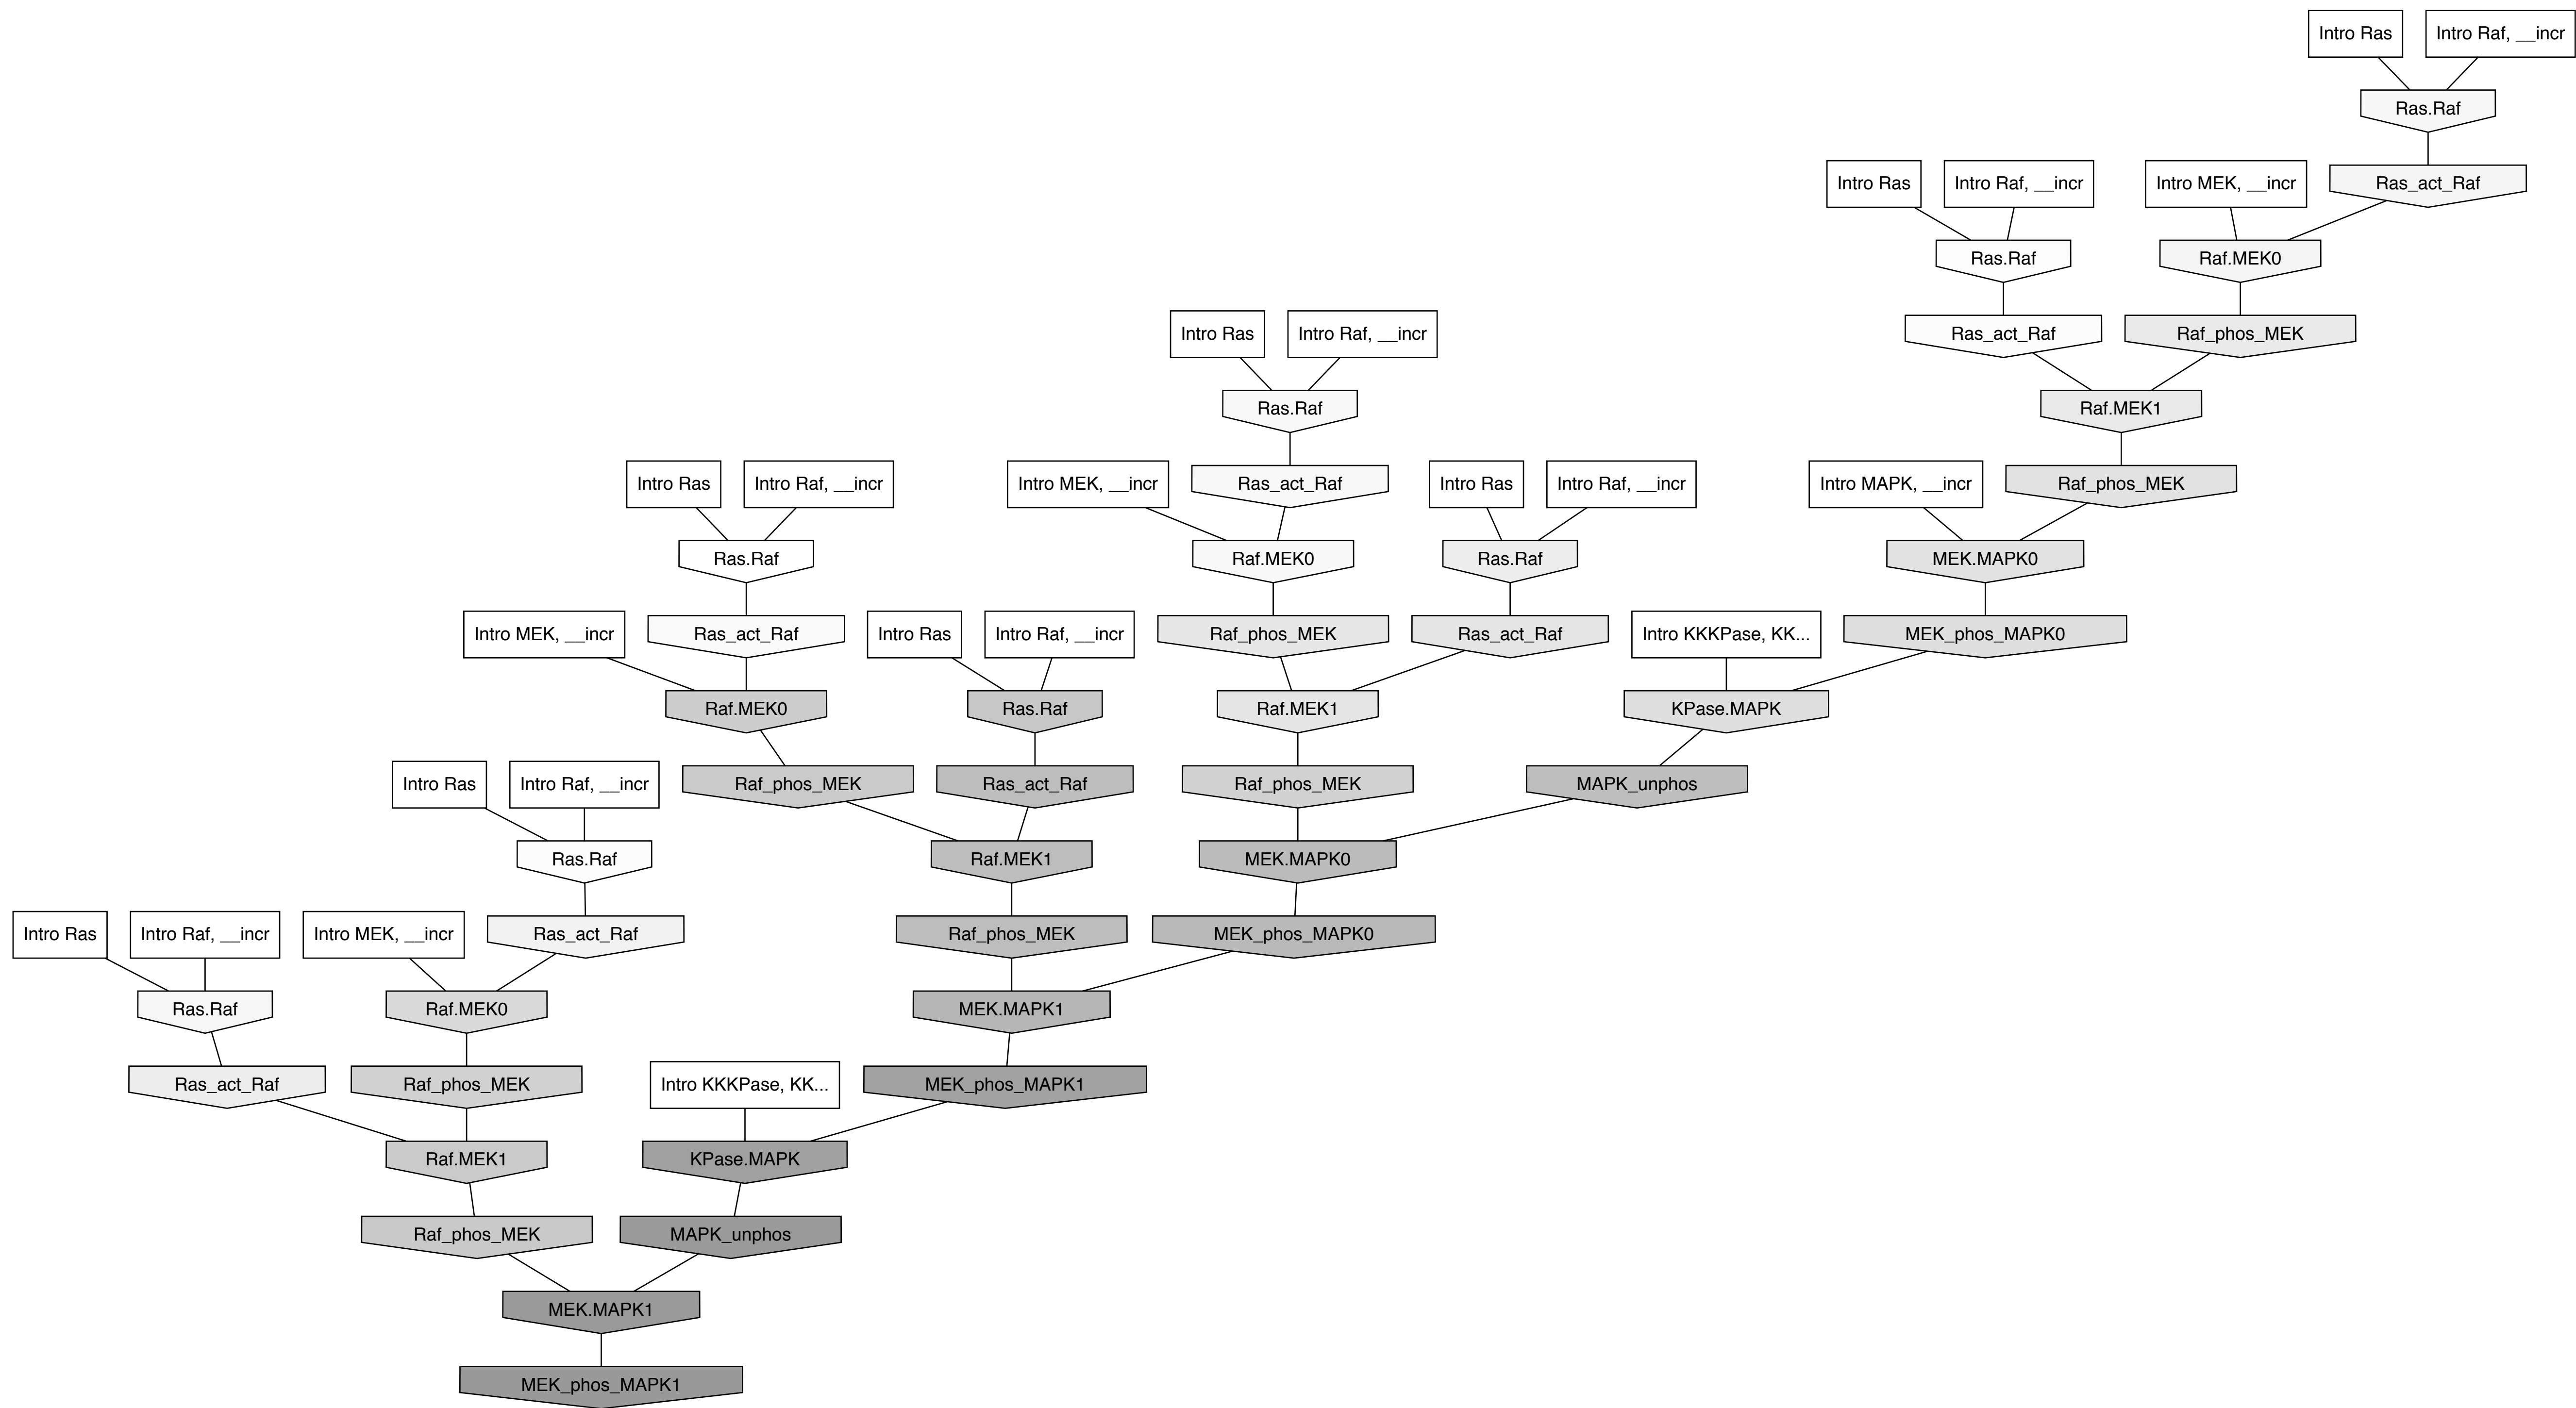 Intro Ras
Intro Raf, __incr
Ras.Raf
Intro Ras
Intro Raf, __incr
Intro MEK, __incr
Ras_act_Raf
Ras.Raf
Raf.MEK0
Intro Ras
Intro Raf, __incr
Ras_act_Raf
Raf_phos_MEK
Ras.Raf
Raf.MEK1
Intro Ras
Intro Raf, __incr
Intro MEK, __incr
Ras_act_Raf
Intro Ras
Intro Raf, __incr
Intro MAPK, __incr
Raf_phos_MEK
Ras.Raf
Raf.MEK0
Ras.Raf
MEK.MAPK0
Intro MEK, __incr
Ras_act_Raf
Intro Ras
Intro Raf, __incr
Raf_phos_MEK
Ras_act_Raf
Intro KKKPase, KK...
MEK_phos_MAPK0
Raf.MEK0
Ras.Raf
Raf.MEK1
KPase.MAPK
Intro Ras
Intro Raf, __incr
Raf_phos_MEK
Ras_act_Raf
Raf_phos_MEK
MAPK_unphos
Ras.Raf
Raf.MEK1
MEK.MAPK0
Intro Ras
Intro Raf, __incr
Intro MEK, __incr
Ras_act_Raf
Raf_phos_MEK
MEK_phos_MAPK0
Ras.Raf
Raf.MEK0
MEK.MAPK1
Ras_act_Raf
Raf_phos_MEK
Intro KKKPase, KK...
MEK_phos_MAPK1
Raf.MEK1
KPase.MAPK
Raf_phos_MEK
MAPK_unphos
MEK.MAPK1
MEK_phos_MAPK1